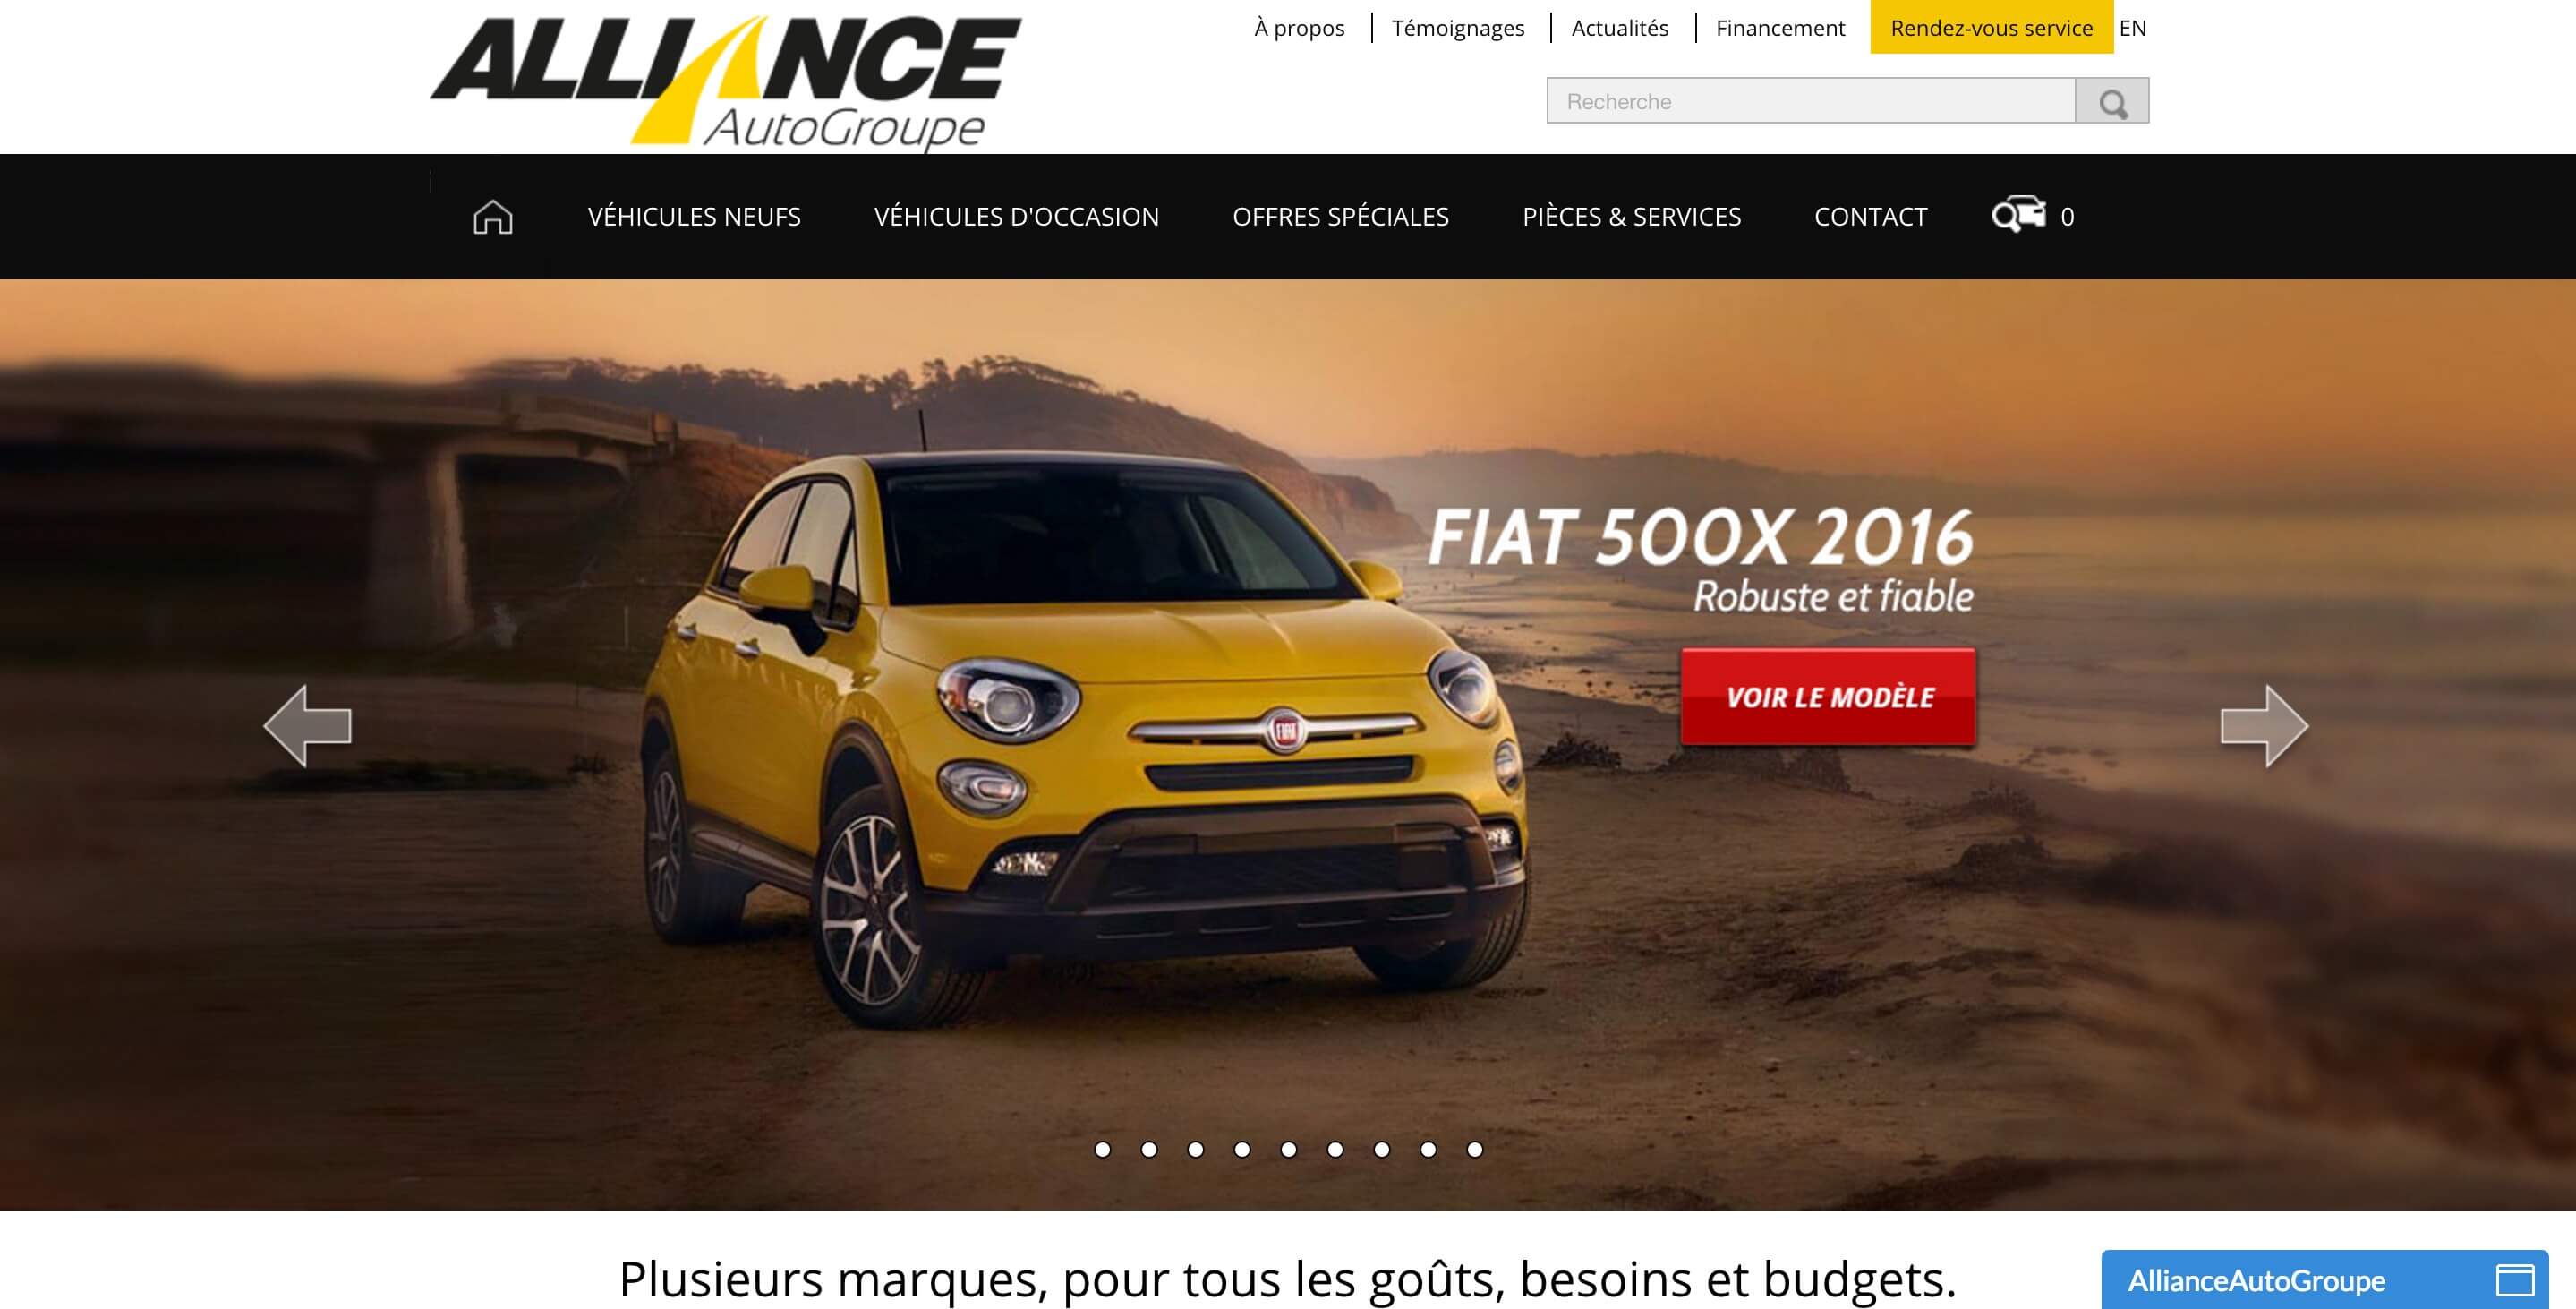 ALLIANCE
AutoGroupe
À propos
Témoignages
Actualités
Financement
Rendez-vous service
EN
Recherche
VÉHICULES NEUFS
VÉHICULES D'OCCASION
OFFRES SPÉCIALES
PIÈCES & SERVICES
CONTACT
0
FIAT 500X 2016
Robuste et fiable
VOIR LE MODÈLE
FIAT
Plusieurs marques, pour tous les goûts, besoins et budgets.
AllianceAutoGroupe